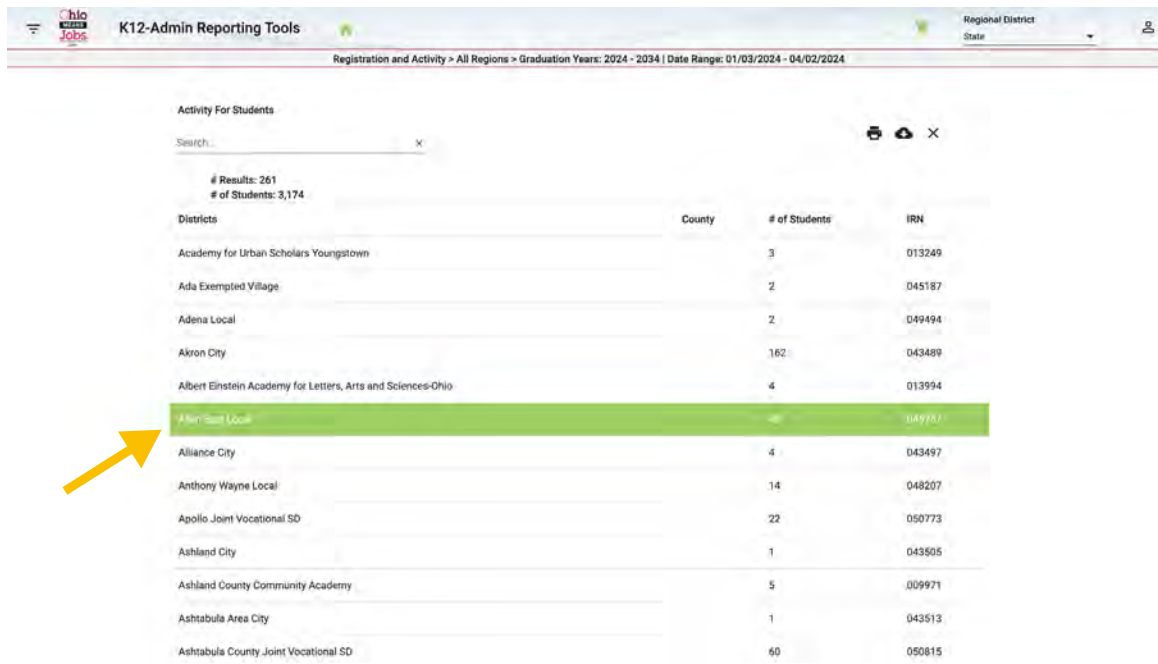 Ohio
MEANS
Jobs
K12-Admin Reporting Tools
Regional District
State
Registration and Activity > All Regions > Graduation Years: 2024 - 2034 | Date Range: 01/03/2024 - 04/02/2024
Activity For Students
Search...
# Results: 261
# of Students: 3,174
Districts County # of Students IRN
Academy for Urban Scholars Youngstown 3 013249
Ada Exempted Village 2 045187
Adena Local 2 049494
Akron City 162 043489
Albert Einstein Academy for Letters, Arts and Sciences-Ohio 4 013994
Allen East Local
Alliance City 4 043497
Anthony Wayne Local 14 048207
Apollo Joint Vocational SD 22 050773
Ashland City 1 043505
Ashland County Community Academy 5 009971
Ashtabula Area City 1 043513
Ashtabula County Joint Vocational SD 60 050815